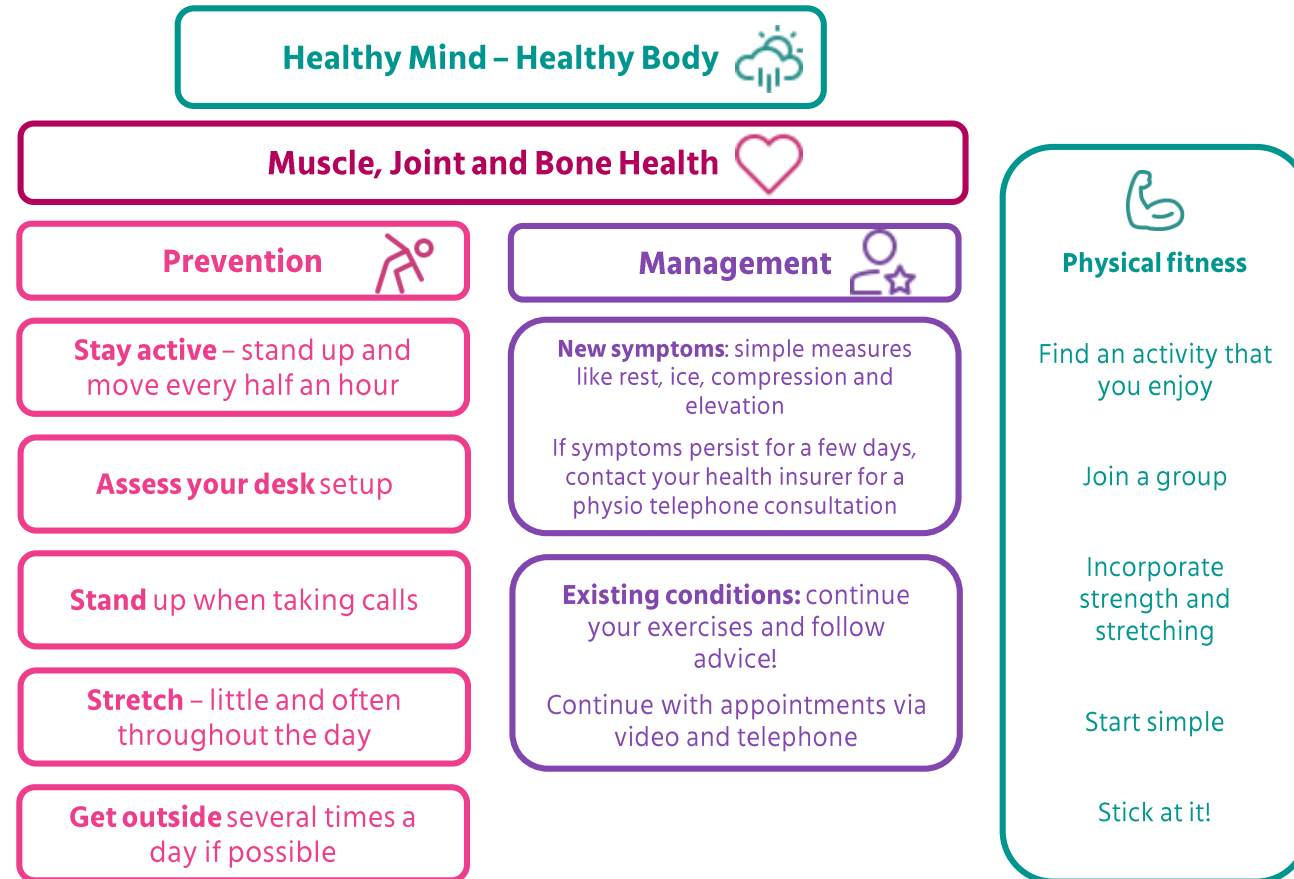 Healthy Mind – Healthy Body
Muscle, Joint and Bone Health
Prevention
Stay active – stand up and
move every half an hour
Assess your desk setup
Stand up when taking calls
Stretch – little and often
throughout the day
Get outside several times a
day if possible
Management
New symptoms: simple measures
like rest, ice, compression and
elevation
If symptoms persist for a few days,
contact your health insurer for a
physio telephone consultation
Existing conditions: continue
your exercises and follow
advice!
Continue with appointments via
video and telephone
Physical fitness
Find an activity that
you enjoy
Join a group
Incorporate
strength and
stretching
Start simple
Stick at it!